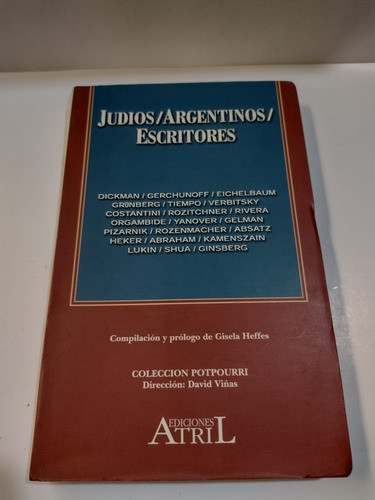 JUDIOS/ARGENTINOS/
ESCRITORES
DICKMAN / GERCHUNOFF / EICHELBAUM
GRÜNBERG / TIEMPO / VERBITSKY
COSTANTINI / ROZITCHNER / RIVERA
ORGAMBIDE / YANOVER / GELMAN
PIZARNIK / ROZENMACHER / ABSATZ
HEKER / ABRAHAM / KAMENSZAIN
LUKIN / SHUA / GINSBERG
Compilación y prólogo de Gisela Heffes
COLECCION POTPOURRI
Dirección: David Viñas
EDICIONES
ATRIL